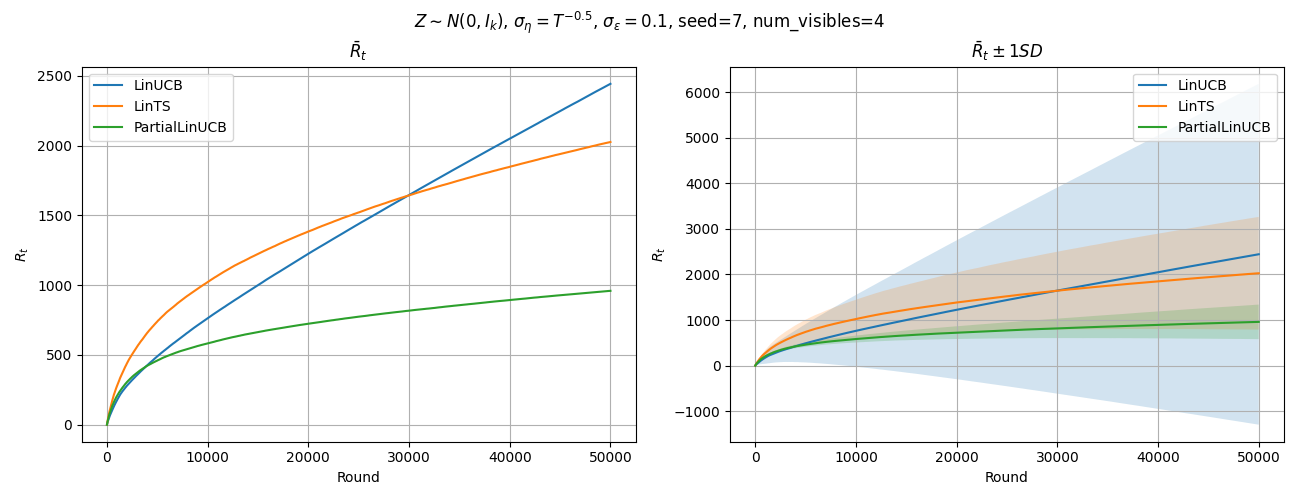 Z ∼ N(0, I_k), σ_η = T^{−0.5}, σ_ε = 0.1, seed=7, num_visibles=4
R̄_t
LinUCB
LinTS
PartialLinUCB
R_t
2500
2000
1500
1000
500
0
0 10000 20000 30000 40000 50000
Round
R̄_t ± 1SD
LinUCB
LinTS
PartialLinUCB
R_t
6000
5000
4000
3000
2000
1000
0
−1000
0 10000 20000 30000 40000 50000
Round